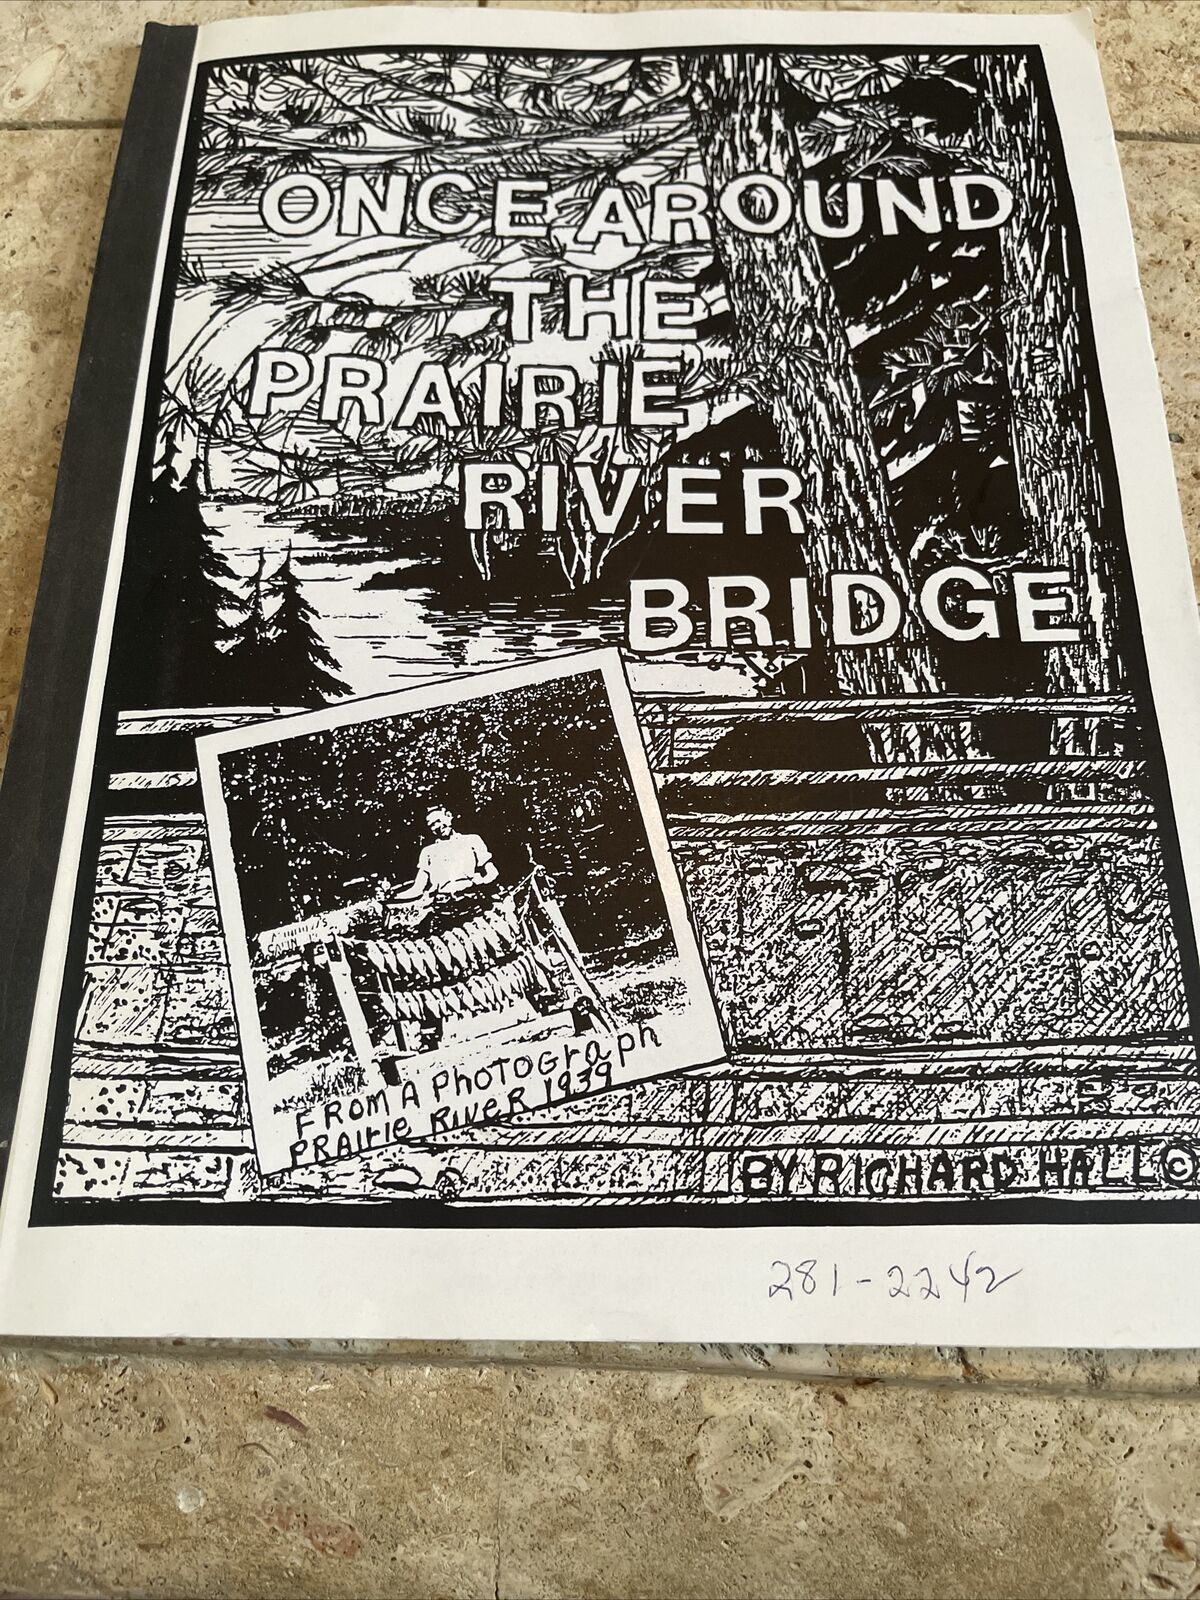 ONCE AROUND
THE
PRAIRIE
RIVER
BRIDGE
FROM A PHOTOGraph
PRAIrIe RIVER 1939
BY RICHARD HALL ©
281-2242